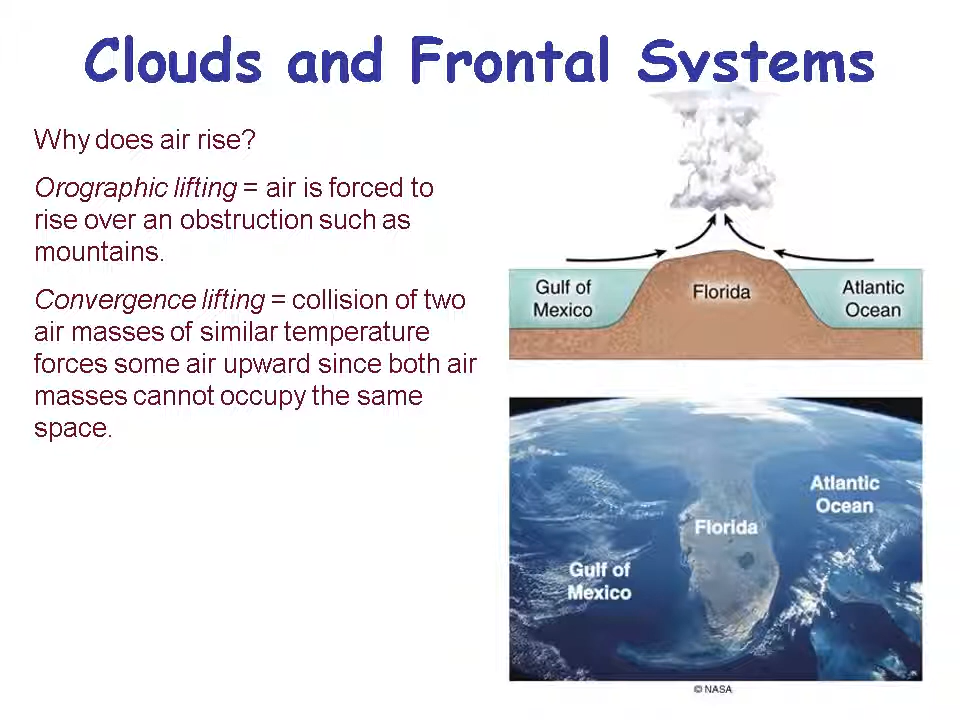 Clouds and Frontal Systems
Why does air rise?
Orographic lifting = air is forced to
rise over an obstruction such as
mountains.
Convergence lifting = collision of two
air masses of similar temperature
forces some air upward since both air
masses cannot occupy the same
space.
Gulf of
Mexico
Florida
Atlantic
Ocean
Atlantic
Ocean
Florida
Gulf of
Mexico
© NASA